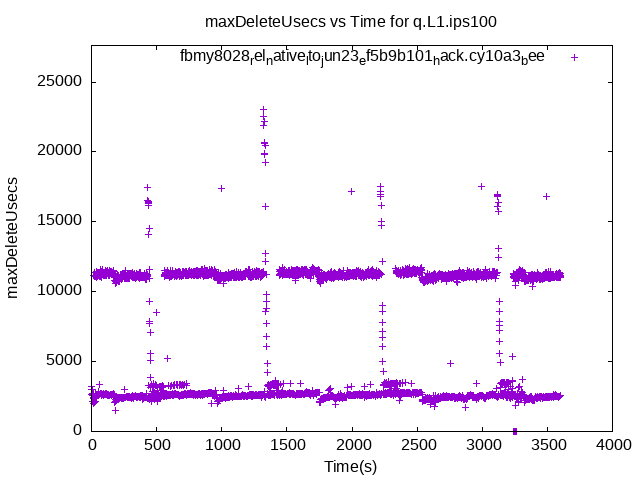 maxDeleteUsecs vs Time for q.L1.ips100
fbmy8028relnativeltojun23ef5b9b101hack.cy10a3bee
25000
20000
15000
10000
5000
0
maxDeleteUsecs
0 500 1000 1500 2000 2500 3000 3500 4000
Time(s)